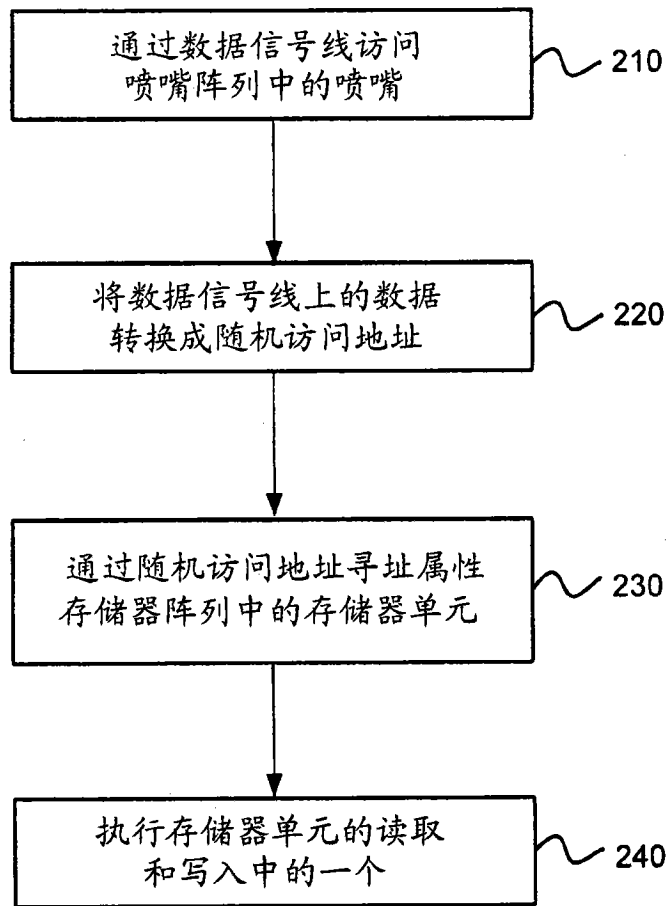 通过数据信号线访问
喷嘴阵列中的喷嘴
210
将数据信号线上的数据
转换成随机访问地址
220
通过随机访问地址寻址属性
存储器阵列中的存储器单元
230
执行存储器单元的读取
和写入中的一个
240